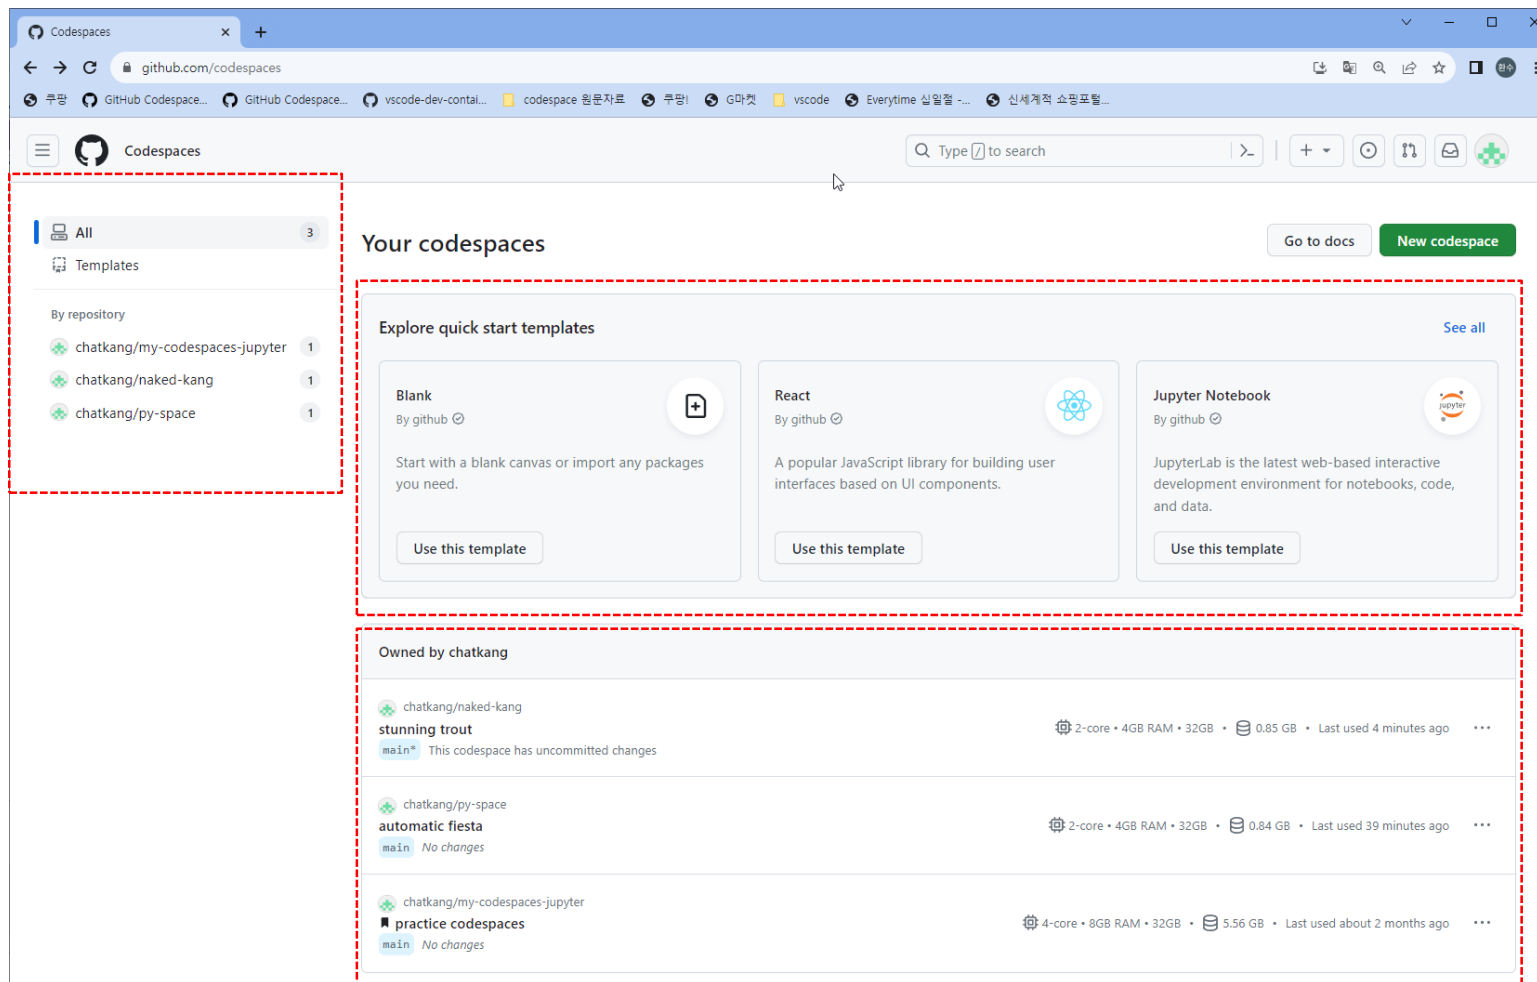 Codespaces
github.com/codespaces
환수
쿠팡
GitHub Codespace...
GitHub Codespace...
vscode-dev-contai...
codespace 원문자료
쿠팡!
G마켓
vscode
Everytime 십일절 -...
신세계적 쇼핑포털...
Codespaces
Type / to search
All 3
Templates
By repository
chatkang/my-codespaces-jupyter 1
chatkang/naked-kang 1
chatkang/py-space 1
Your codespaces
Go to docs
New codespace
Explore quick start templates
See all
Blank
By github
Start with a blank canvas or import any packages
you need.
Use this template
React
By github
A popular JavaScript library for building user
interfaces based on UI components.
Use this template
Jupyter Notebook
By github
jupyter
JupyterLab is the latest web-based interactive
development environment for notebooks, code,
and data.
Use this template
Owned by chatkang
chatkang/naked-kang
stunning trout
main* This codespace has uncommitted changes
2-core • 4GB RAM • 32GB • 0.85 GB • Last used 4 minutes ago
chatkang/py-space
automatic fiesta
main No changes
2-core • 4GB RAM • 32GB • 0.84 GB • Last used 39 minutes ago
chatkang/my-codespaces-jupyter
practice codespaces
main No changes
4-core • 8GB RAM • 32GB • 5.56 GB • Last used about 2 months ago